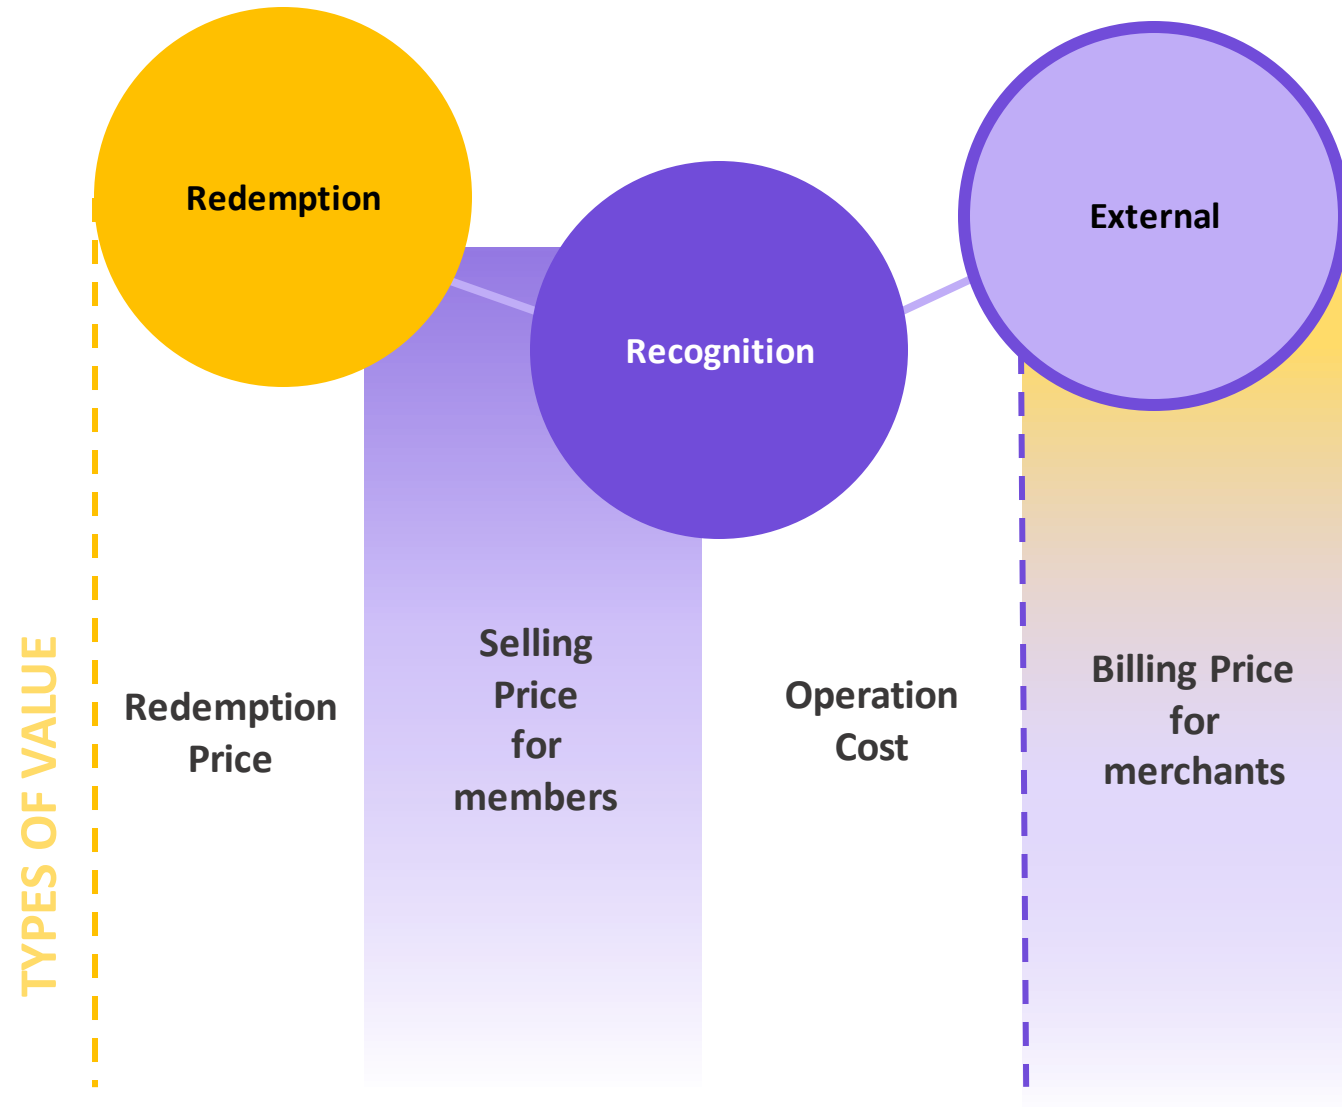 Redemption
Recognition
External
TYPES OF VALUE
Redemption
Price
Selling
Price
for
members
Operation
Cost
Billing Price
for
merchants